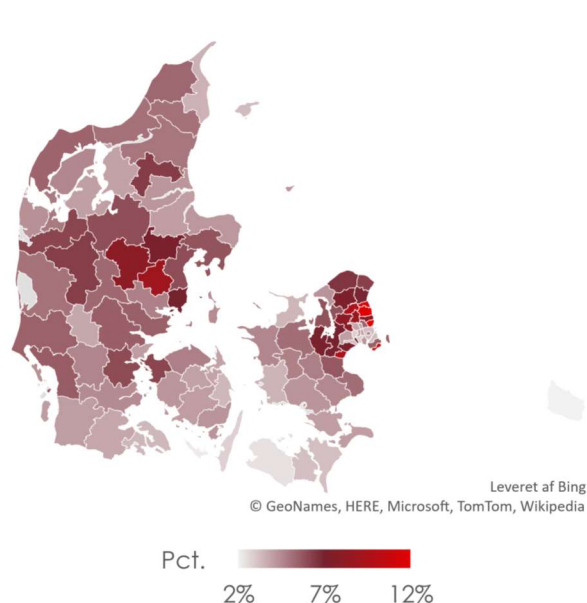 Leveret af Bing
© GeoNames, HERE, Microsoft, TomTom, Wikipedia
Pct.
2% 7% 12%